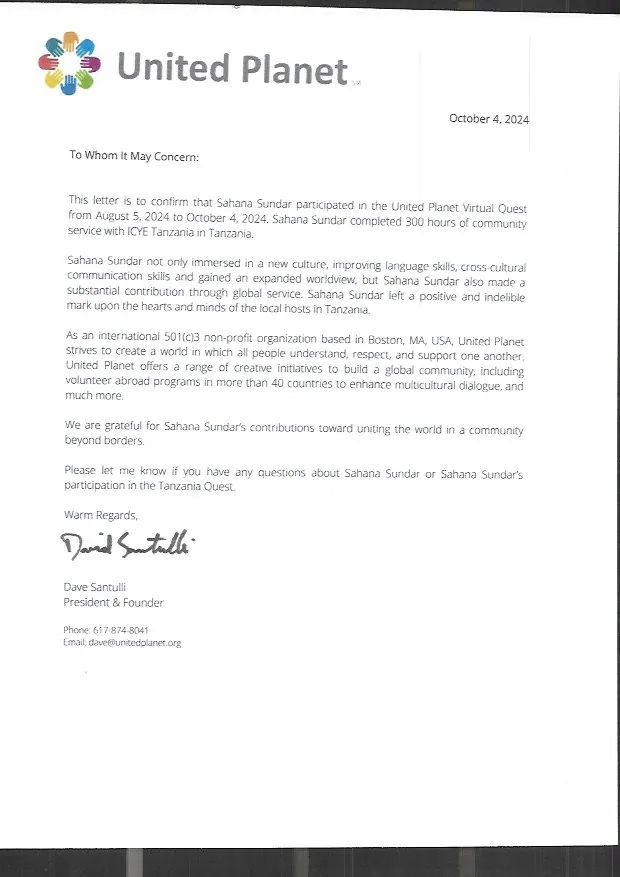 United Planet
SM
October 4, 2024
To Whom It May Concern:
This letter is to confirm that Sahana Sundar participated in the United Planet Virtual Quest
from August 5, 2024 to October 4, 2024. Sahana Sundar completed 300 hours of community
service with ICYE Tanzania in Tanzania.
Sahana Sundar not only immersed in a new culture, improving language skills, cross-cultural
communication skills and gained an expanded worldview, but Sahana Sundar also made a
substantial contribution through global service. Sahana Sundar left a positive and indelible
mark upon the hearts and minds of the local hosts in Tanzania.
As an international 501(c)3 non-profit organization based in Boston, MA, USA, United Planet
strives to create a world in which all people understand, respect, and support one another.
United Planet offers a range of creative initiatives to build a global community, including
volunteer abroad programs in more than 40 countries to enhance multicultural dialogue, and
much more.
We are grateful for Sahana Sundar's contributions toward uniting the world in a community
beyond borders.
Please let me know if you have any questions about Sahana Sundar or Sahana Sundar's
participation in the Tanzania Quest.
Warm Regards,
David Santulli
Dave Santulli
President & Founder
Phone: 617-874-8041
Email: dave@unitedplanet.org